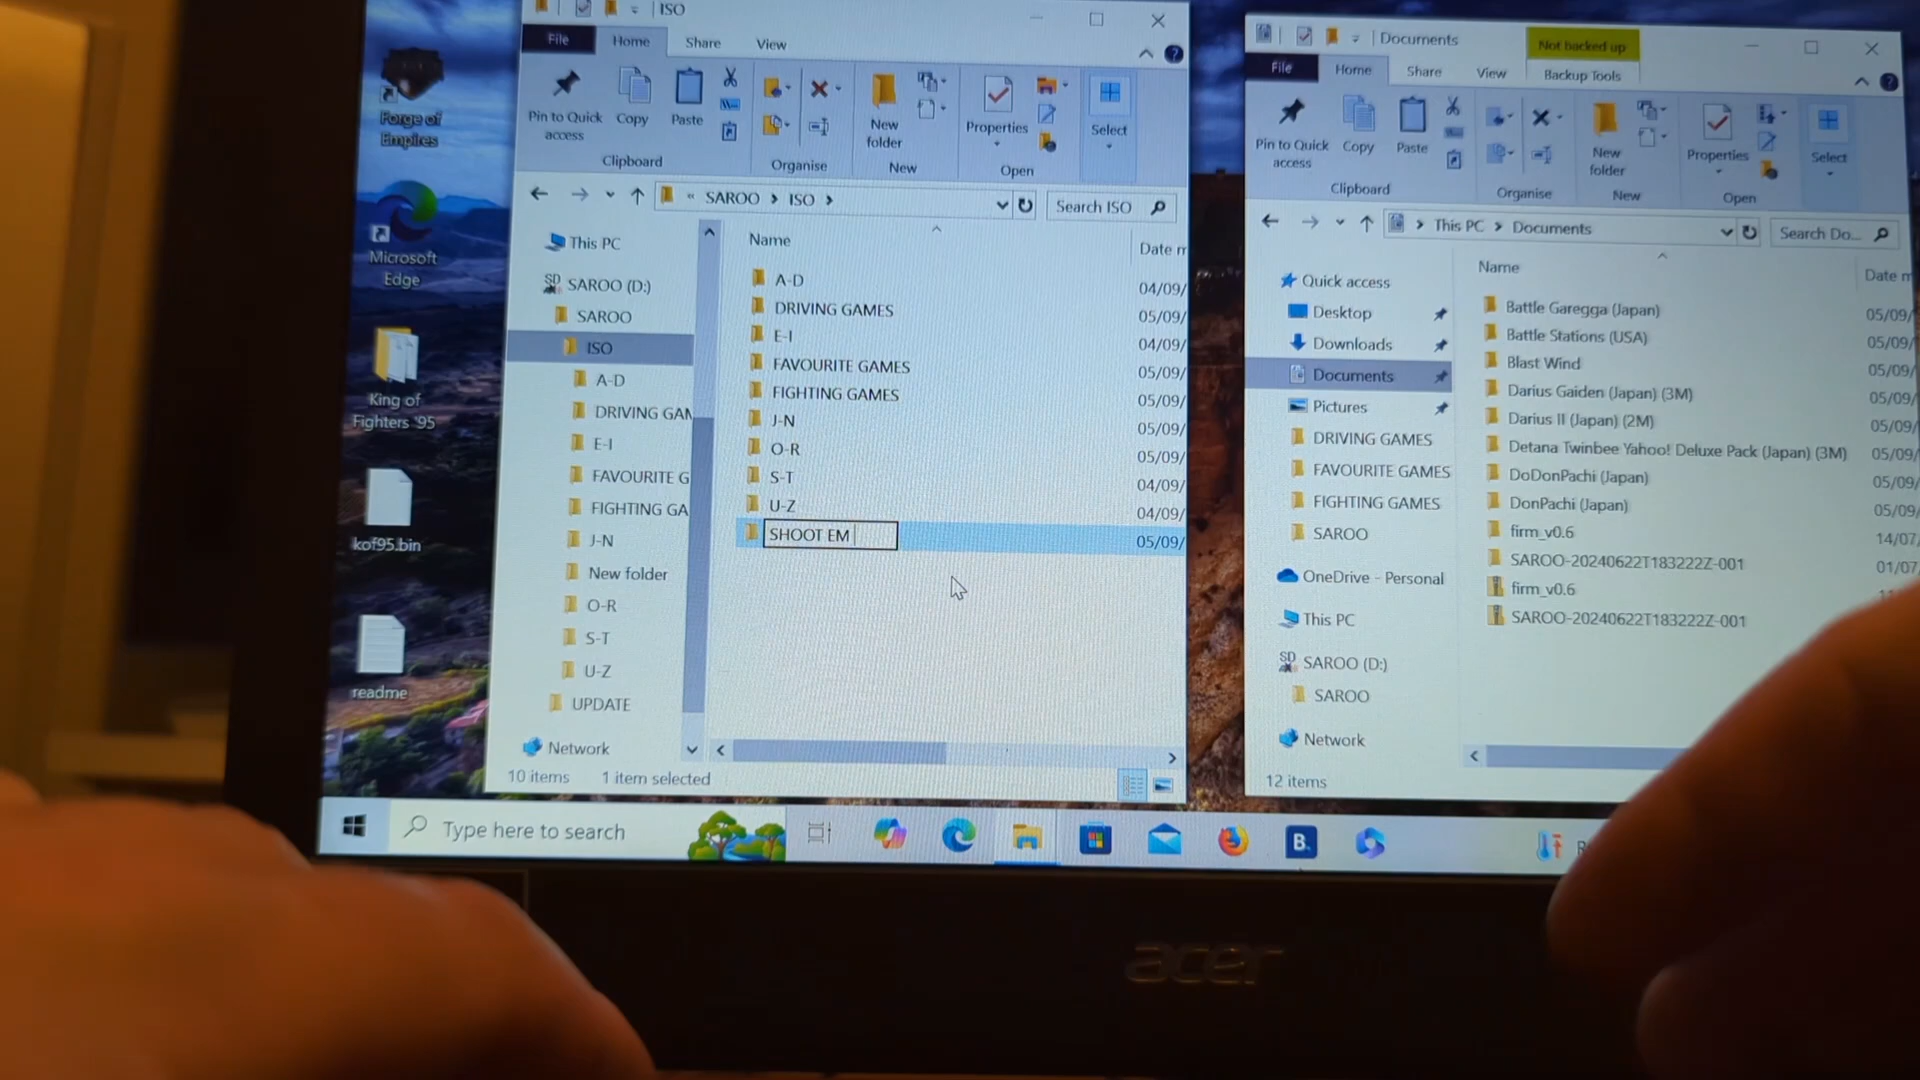 Forge of
Empires
Microsoft
Edge
King of
Fighters '95
kof95.bin
readme
ISO
File
Home
Share
View
Pin to Quick
access
Copy
Paste
Clipboard
Organise
New
folder
New
Properties
Open
Select
« SAROO > ISO >
Search ISO
This PC
SAROO (D:)
SAROO
ISO
A-D
DRIVING GAM
E-I
FAVOURITE G
FIGHTING GA
J-N
New folder
O-R
S-T
U-Z
UPDATE
Network
Name
Date m
A-D
04/09/
DRIVING GAMES
05/09/
E-I
04/09/
FAVOURITE GAMES
05/09/
FIGHTING GAMES
05/09/
J-N
05/09/
O-R
05/09/
S-T
04/09/
U-Z
04/09/
SHOOT EM
05/09/
10 items
1 item selected
Documents
Not backed up
File
Home
Share
View
Backup Tools
Pin to Quick
access
Copy
Paste
Clipboard
Organise
New
folder
New
Properties
Open
Select
> This PC > Documents
Search Do...
Quick access
Desktop
Downloads
Documents
Pictures
DRIVING GAMES
FAVOURITE GAMES
FIGHTING GAMES
SAROO
OneDrive - Personal
This PC
SAROO (D:)
SAROO
Network
Name
Date m
Battle Garegga (Japan)
05/09/
Battle Stations (USA)
05/09/
Blast Wind
05/09/
Darius Gaiden (Japan) (3M)
05/09/
Darius II (Japan) (2M)
05/09/
Detana Twinbee Yahoo! Deluxe Pack (Japan) (3M)
05/09/
DoDonPachi (Japan)
05/09/
DonPachi (Japan)
05/09/
firm_v0.6
14/07/
SAROO-20240622T183222Z-001
01/07
firm_v0.6
SAROO-20240622T183222Z-001
12 items
Type here to search
B.
acer